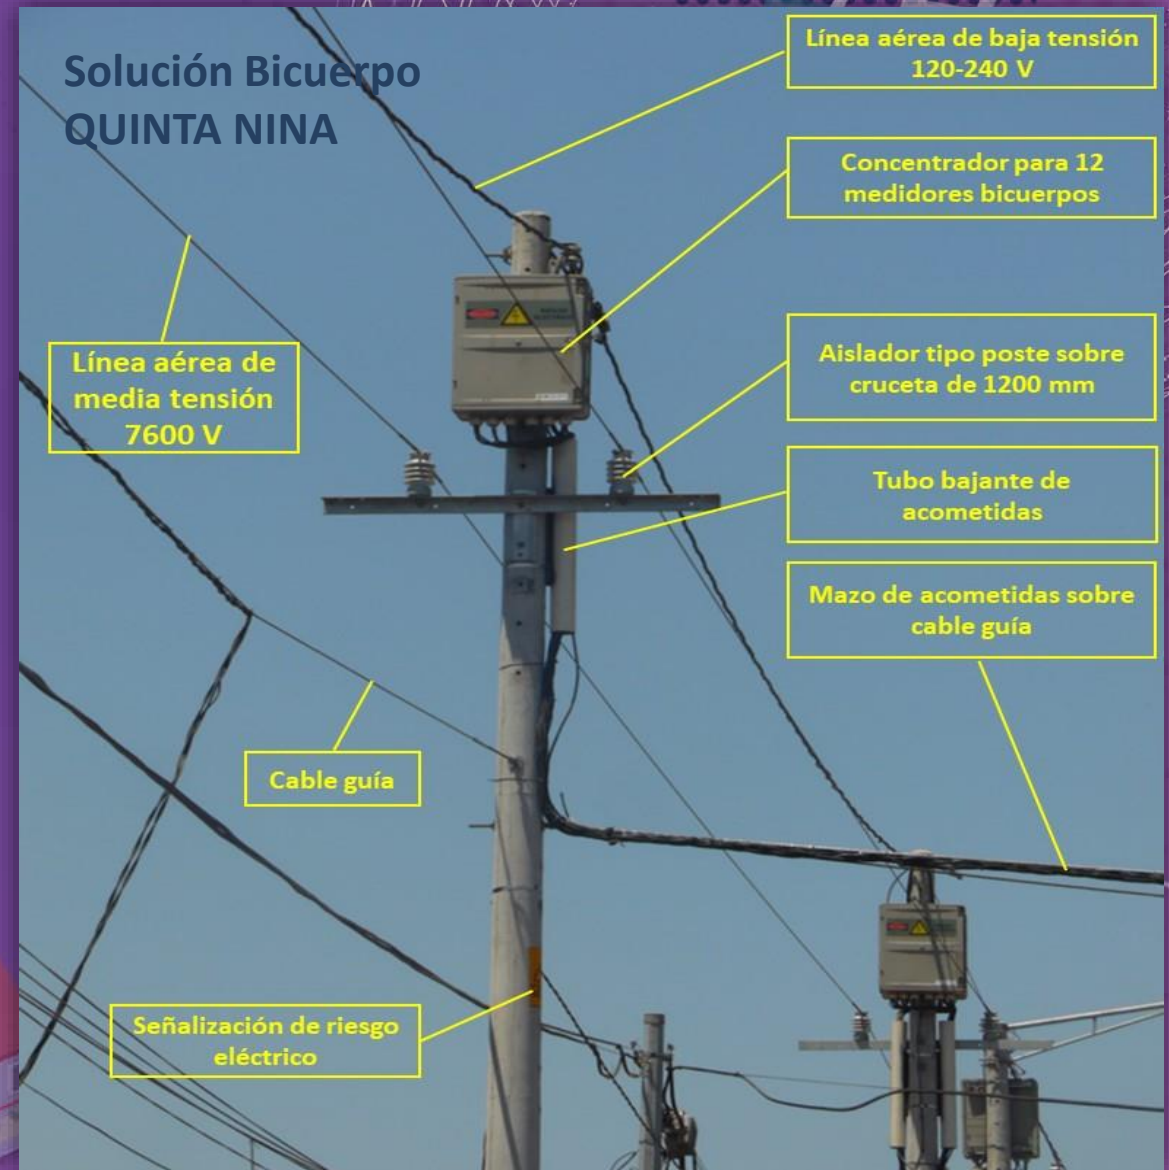 Solución Bicuerpo
QUINTA NINA
Línea aérea de baja tensión
120-240 V
Concentrador para 12
medidores bicuerpos
Línea aérea de
media tensión
7600 V
Aislador tipo poste sobre
cruceta de 1200 mm
Tubo bajante de
acometidas
Mazo de acometidas sobre
cable guía
Cable guía
Señalización de riesgo
eléctrico